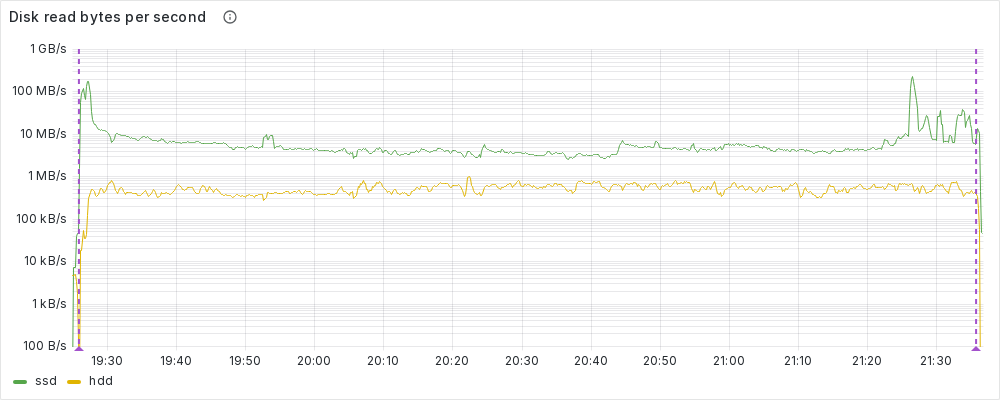 Disk read bytes per second
1 GB/s
100 MB/s
10 MB/s
1 MB/s
100 kB/s
10 kB/s
1 kB/s
100 B/s
19:30 19:40 19:50 20:00 20:10 20:20 20:30 20:40 20:50 21:00 21:10 21:20 21:30
ssd hdd